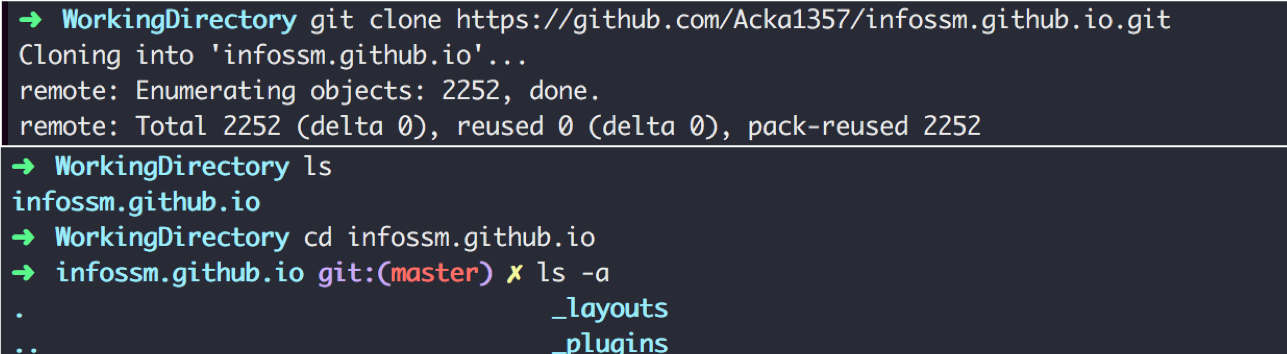 ➜ WorkingDirectory git clone https://github.com/Acka1357/infossm.github.io.git
Cloning into 'infossm.github.io'...
remote: Enumerating objects: 2252, done.
remote: Total 2252 (delta 0), reused 0 (delta 0), pack-reused 2252
➜ WorkingDirectory ls
infossm.github.io
➜ WorkingDirectory cd infossm.github.io
➜ infossm.github.io git:(master) ✗ ls -a
. _layouts
.. _plugins